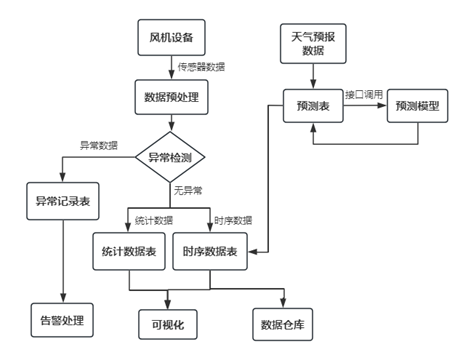 风机设备
天气预报
数据
传感器数据
数据预处理
预测表
接口调用
预测模型
异常数据
异常检测
无异常
异常记录表
统计数据
时序数据
统计数据表
时序数据表
告警处理
可视化
数据仓库